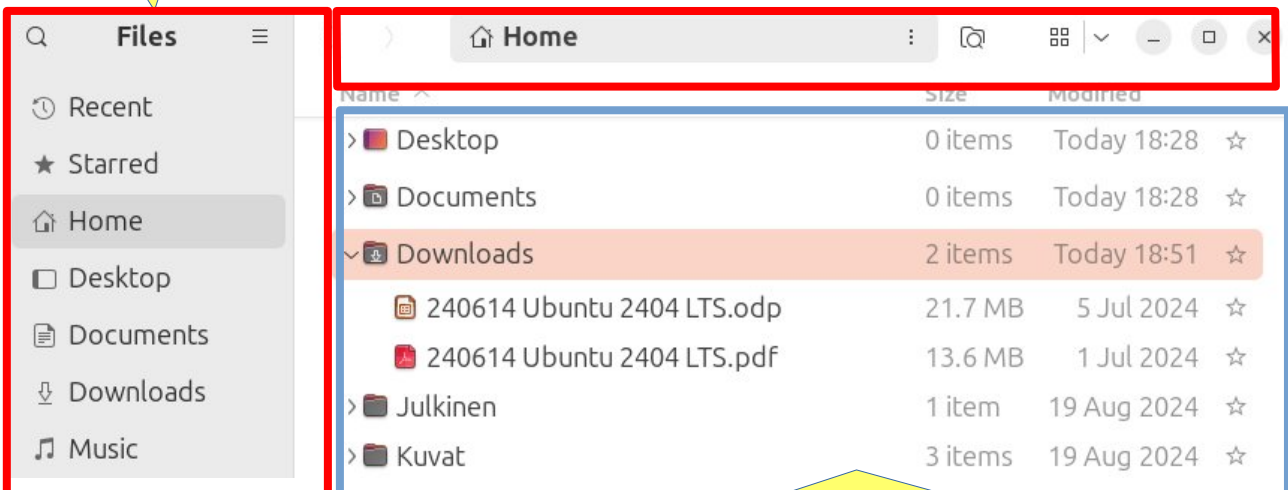 Files
Home
Recent
Starred
Home
Desktop
Documents
Downloads
Music
Name Size Modified
Desktop 0 items Today 18:28
Documents 0 items Today 18:28
Downloads 2 items Today 18:51
240614 Ubuntu 2404 LTS.odp 21.7 MB 5 Jul 2024
240614 Ubuntu 2404 LTS.pdf 13.6 MB 1 Jul 2024
Julkinen 1 item 19 Aug 2024
Kuvat 3 items 19 Aug 2024